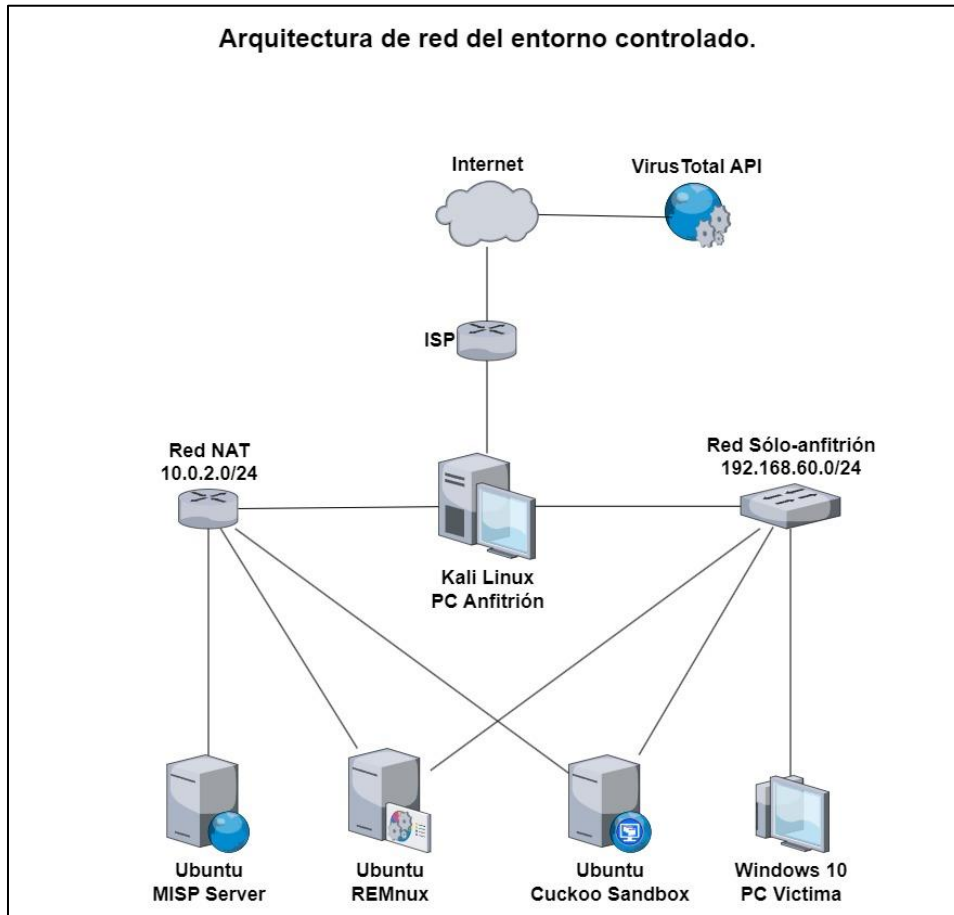 Arquitectura de red del entorno controlado.
Internet
VirusTotal API
ISP
Red NAT
10.0.2.0/24
Red Sólo-anfitrión
192.168.60.0/24
Kali Linux
PC Anfitrión
Ubuntu
MISP Server
Ubuntu
REMnux
Ubuntu
Cuckoo Sandbox
Windows 10
PC Victima